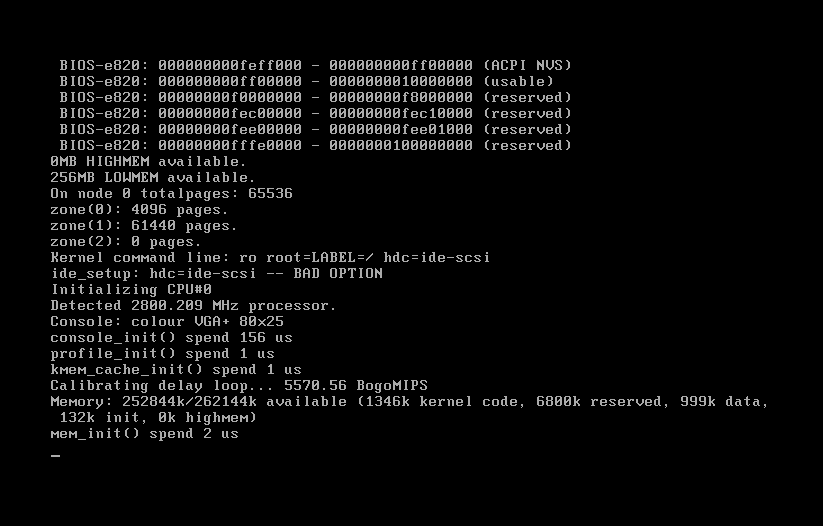 BIOS-e820: 000000000feff000 - 000000000ff00000 (ACPI NVS)
BIOS-e820: 000000000ff00000 - 0000000010000000 (usable)
BIOS-e820: 00000000f0000000 - 00000000f8000000 (reserved)
BIOS-e820: 00000000fec00000 - 00000000fec10000 (reserved)
BIOS-e820: 00000000fee00000 - 00000000fee01000 (reserved)
BIOS-e820: 00000000fffe0000 - 0000000100000000 (reserved)
0MB HIGHMEM available.
256MB LOWMEM available.
On node 0 totalpages: 65536
zone(0): 4096 pages.
zone(1): 61440 pages.
zone(2): 0 pages.
Kernel command line: ro root=LABEL=/ hdc=ide-scsi
ide_setup: hdc=ide-scsi -- BAD OPTION
Initializing CPU#0
Detected 2800.209 MHz processor.
Console: colour VGA+ 80x25
console_init() spend 156 us
profile_init() spend 1 us
kmem_cache_init() spend 1 us
Calibrating delay loop... 5570.56 BogoMIPS
Memory: 252844k/262144k available (1346k kernel code, 6800k reserved, 999k data,
132k init, 0k highmem)
mem_init() spend 2 us
_